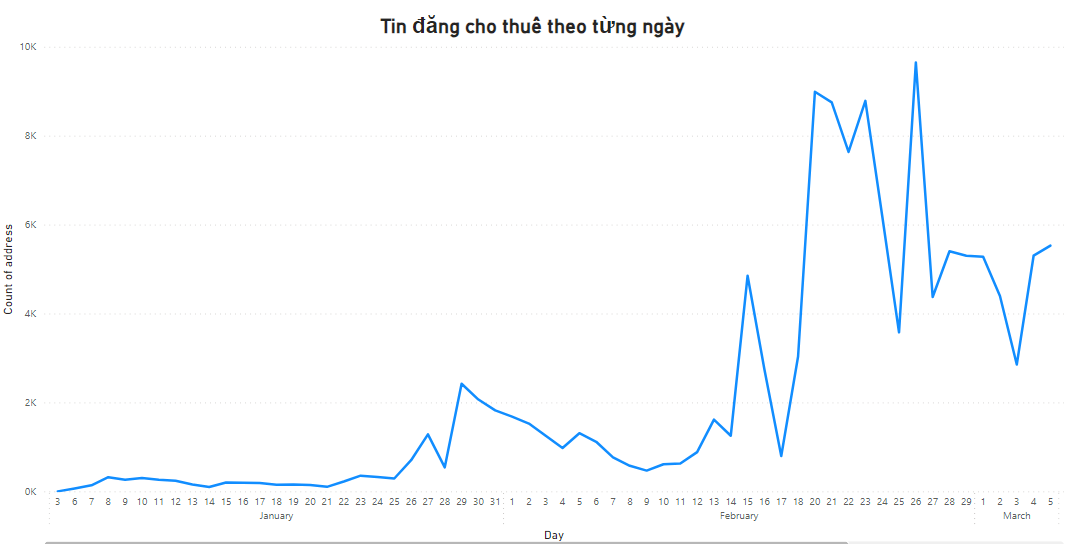 Tin đăng cho thuê theo từng ngày
10K
8K
6K
4K
2K
0K
Count of address
3 6 7 8 9 10 11 12 13 14 15 16 17 18 19 20 21 22 23 24 25 26 27 28 29 30 31 1 2 3 4 5 6 7 8 9 10 11 12 13 14 15 16 17 18 20 21 22 23 24 25 26 27 28 29 1 2 3 4 5
January February March
Day